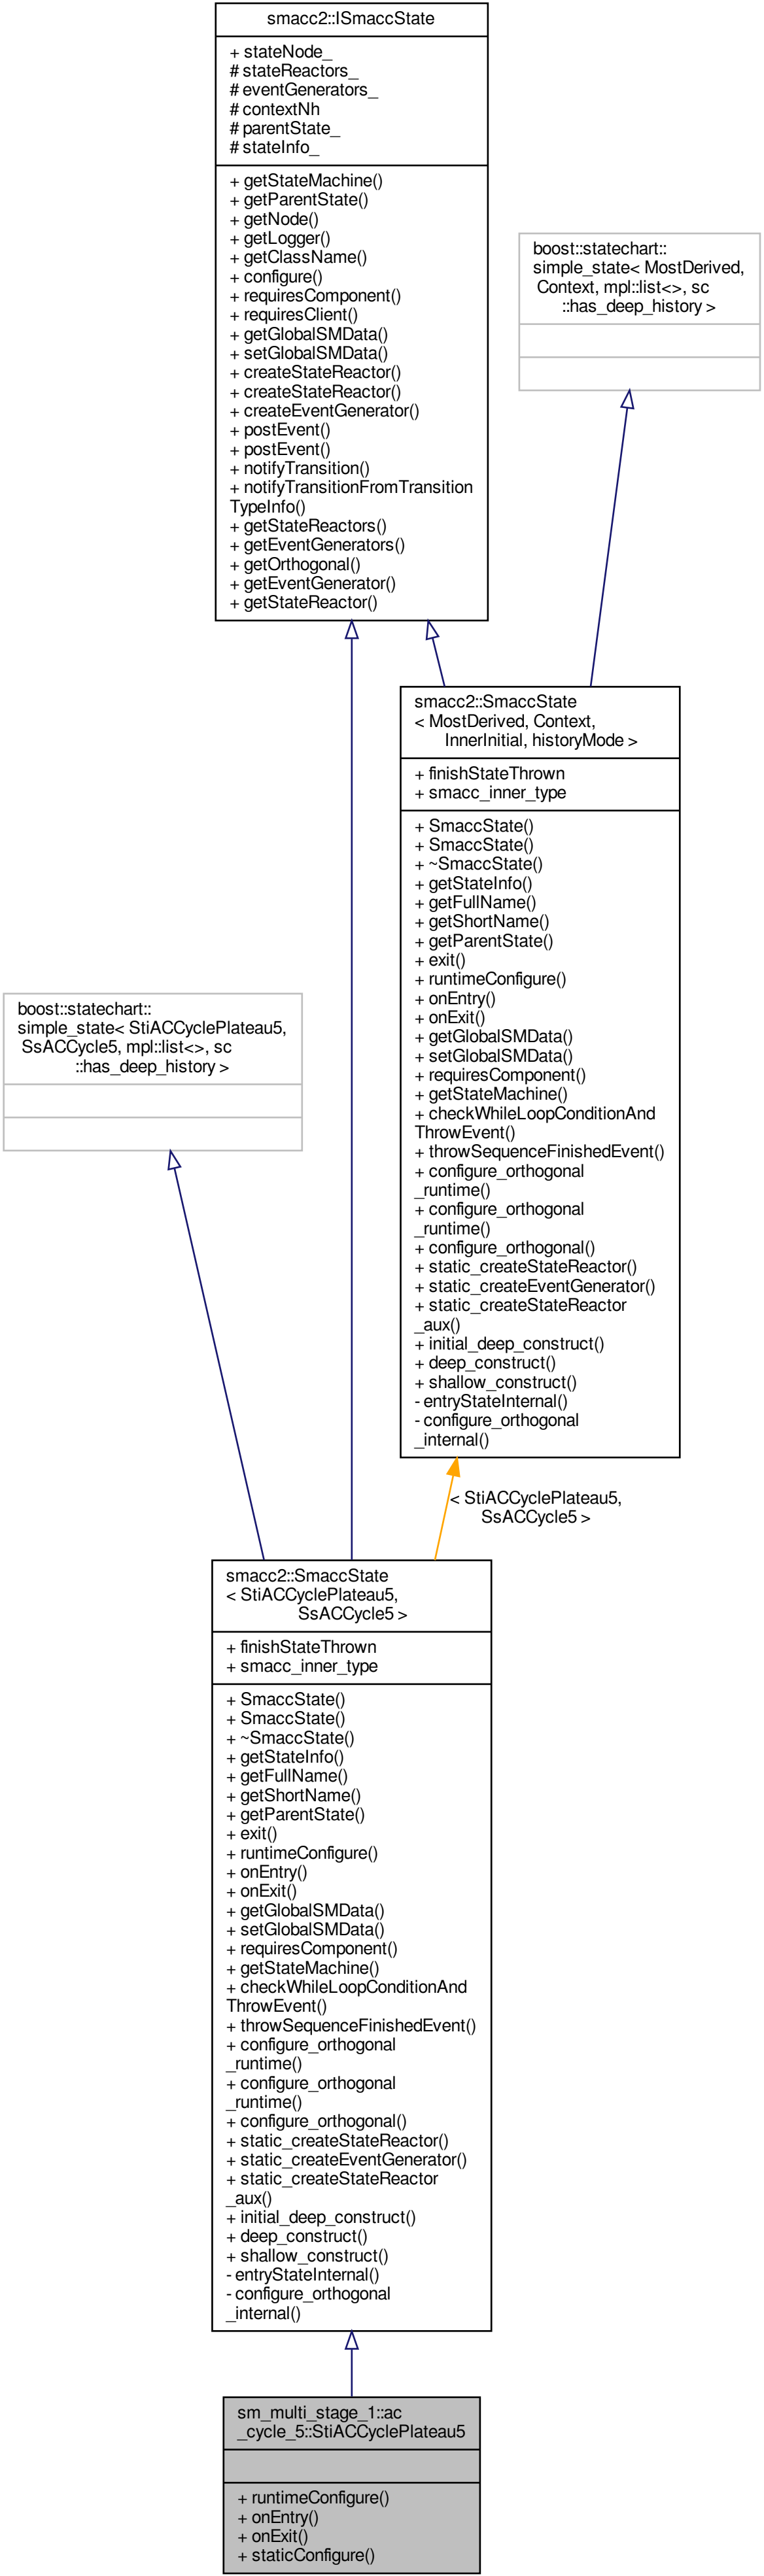 smacc2::ISmaccState
+ stateNode_
# stateReactors_
# eventGenerators_
# contextNh
# parentState_
# stateInfo_
+ getStateMachine()
+ getParentState()
+ getNode()
+ getLogger()
+ getClassName()
+ configure()
+ requiresComponent()
+ requiresClient()
+ getGlobalSMData()
+ setGlobalSMData()
+ createStateReactor()
+ createStateReactor()
+ createEventGenerator()
+ postEvent()
+ postEvent()
+ notifyTransition()
+ notifyTransitionFromTransition
TypeInfo()
+ getStateReactors()
+ getEventGenerators()
+ getOrthogonal()
+ getEventGenerator()
+ getStateReactor()
boost::statechart::
simple_state< MostDerived,
Context, mpl::list<>, sc
::has_deep_history >
smacc2::SmaccState
< MostDerived, Context,
InnerInitial, historyMode >
+ finishStateThrown
+ smacc_inner_type
+ SmaccState()
+ SmaccState()
+ ~SmaccState()
+ getStateInfo()
+ getFullName()
+ getShortName()
+ getParentState()
+ exit()
+ runtimeConfigure()
+ onEntry()
+ onExit()
+ getGlobalSMData()
+ setGlobalSMData()
+ requiresComponent()
+ getStateMachine()
+ checkWhileLoopConditionAnd
ThrowEvent()
+ throwSequenceFinishedEvent()
+ configure_orthogonal
_runtime()
+ configure_orthogonal
_runtime()
+ configure_orthogonal()
+ static_createStateReactor()
+ static_createEventGenerator()
+ static_createStateReactor
_aux()
+ initial_deep_construct()
+ deep_construct()
+ shallow_construct()
- entryStateInternal()
- configure_orthogonal
_internal()
boost::statechart::
simple_state< StiACCyclePlateau5,
SsACCycle5, mpl::list<>, sc
::has_deep_history >
< StiACCyclePlateau5,
SsACCycle5 >
smacc2::SmaccState
< StiACCyclePlateau5,
SsACCycle5 >
+ finishStateThrown
+ smacc_inner_type
+ SmaccState()
+ SmaccState()
+ ~SmaccState()
+ getStateInfo()
+ getFullName()
+ getShortName()
+ getParentState()
+ exit()
+ runtimeConfigure()
+ onEntry()
+ onExit()
+ getGlobalSMData()
+ setGlobalSMData()
+ requiresComponent()
+ getStateMachine()
+ checkWhileLoopConditionAnd
ThrowEvent()
+ throwSequenceFinishedEvent()
+ configure_orthogonal
_runtime()
+ configure_orthogonal
_runtime()
+ configure_orthogonal()
+ static_createStateReactor()
+ static_createEventGenerator()
+ static_createStateReactor
_aux()
+ initial_deep_construct()
+ deep_construct()
+ shallow_construct()
- entryStateInternal()
- configure_orthogonal
_internal()
sm_multi_stage_1::ac
_cycle_5::StiACCyclePlateau5
+ runtimeConfigure()
+ onEntry()
+ onExit()
+ staticConfigure()